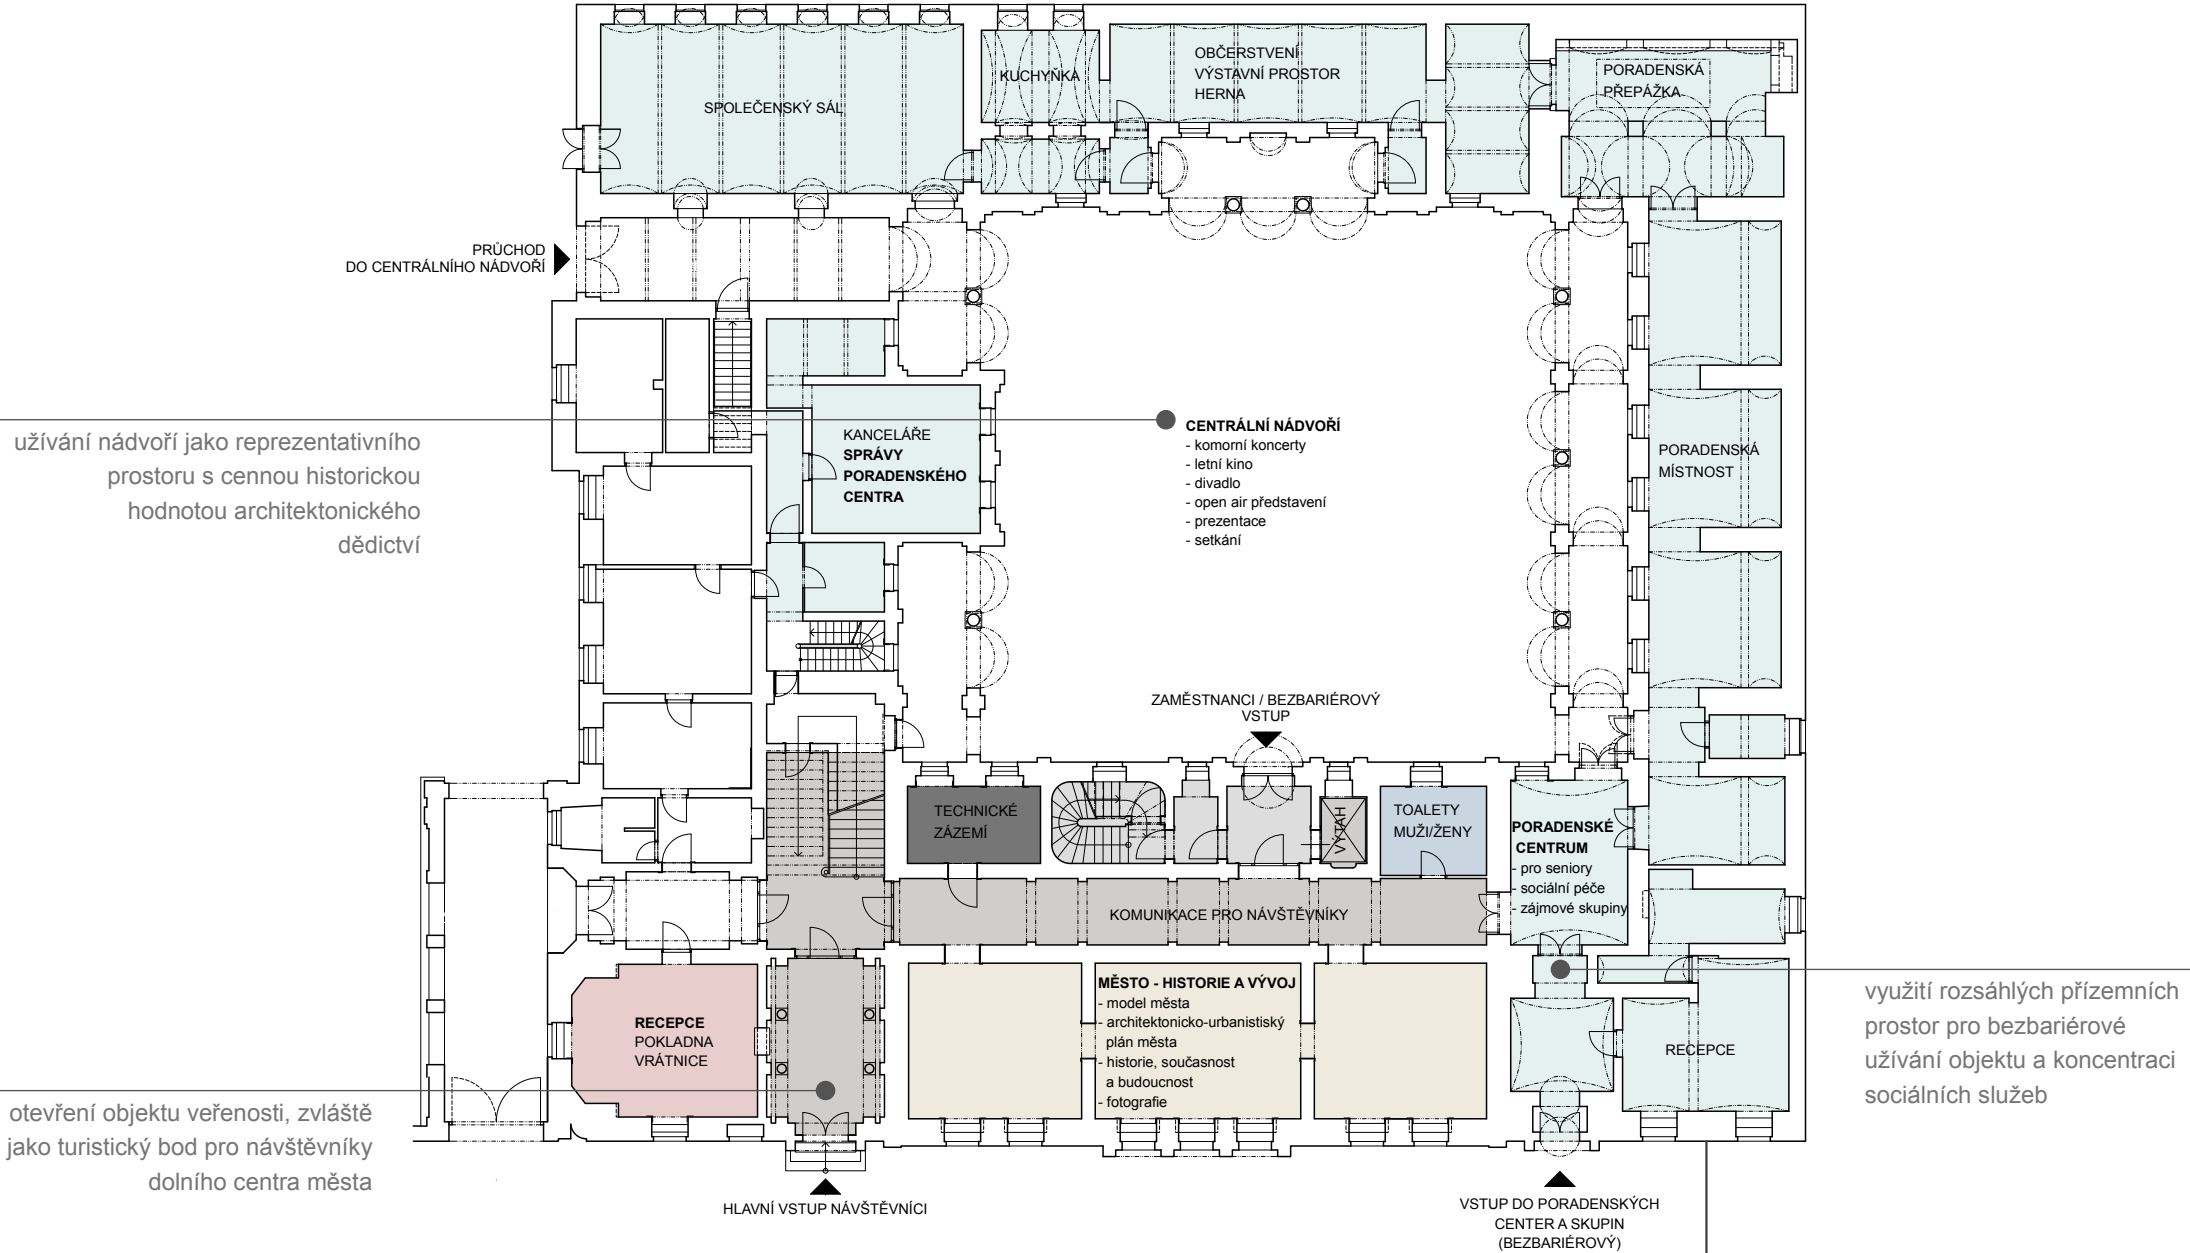 SPOLEČENSKÝ SÁL
KUCHYŇKA
OBČERSTVENÍ
VÝSTAVNÍ PROSTOR
HERNA
PORADENSKÁ
PŘEPÁŽKA
PRŮCHOD
DO CENTRÁLNÍHO NÁDVOŘÍ
užívání nádvoří jako reprezentativního
prostoru s cennou historickou
hodnotou architektonického
dědictví
KANCELÁŘE
SPRÁVY
PORADENSKÉHO
CENTRA
CENTRÁLNÍ NÁDVOŘÍ
- komorní koncerty
- letní kino
- divadlo
- open air představení
- prezentace
- setkání
PORADENSKÁ
MÍSTNOST
ZAMĚSTNANCI / BEZBARIÉROVÝ
VSTUP
TECHNICKÉ
ZÁZEMÍ
VÝTAH
TOALETY
MUŽI/ŽENY
PORADENSKÉ
CENTRUM
- pro seniory
- sociální péče
- zájmové skupiny
KOMUNIKACE PRO NÁVŠTĚVNÍKY
RECEPCE
POKLADNA
VRÁTNICE
MĚSTO - HISTORIE A VÝVOJ
- model města
- architektonicko-urbanistiský
plán města
- historie, současnost
a budoucnost
- fotografie
RECEPCE
využití rozsáhlých přízemních
prostor pro bezbariérové
užívání objektu a koncentraci
sociálních služeb
otevření objektu veřenosti, zvláště
jako turistický bod pro návštěvníky
dolního centra města
HLAVNÍ VSTUP NÁVŠTĚVNÍCI
VSTUP DO PORADENSKÝCH
CENTER A SKUPIN
(BEZBARIÉROVÝ)